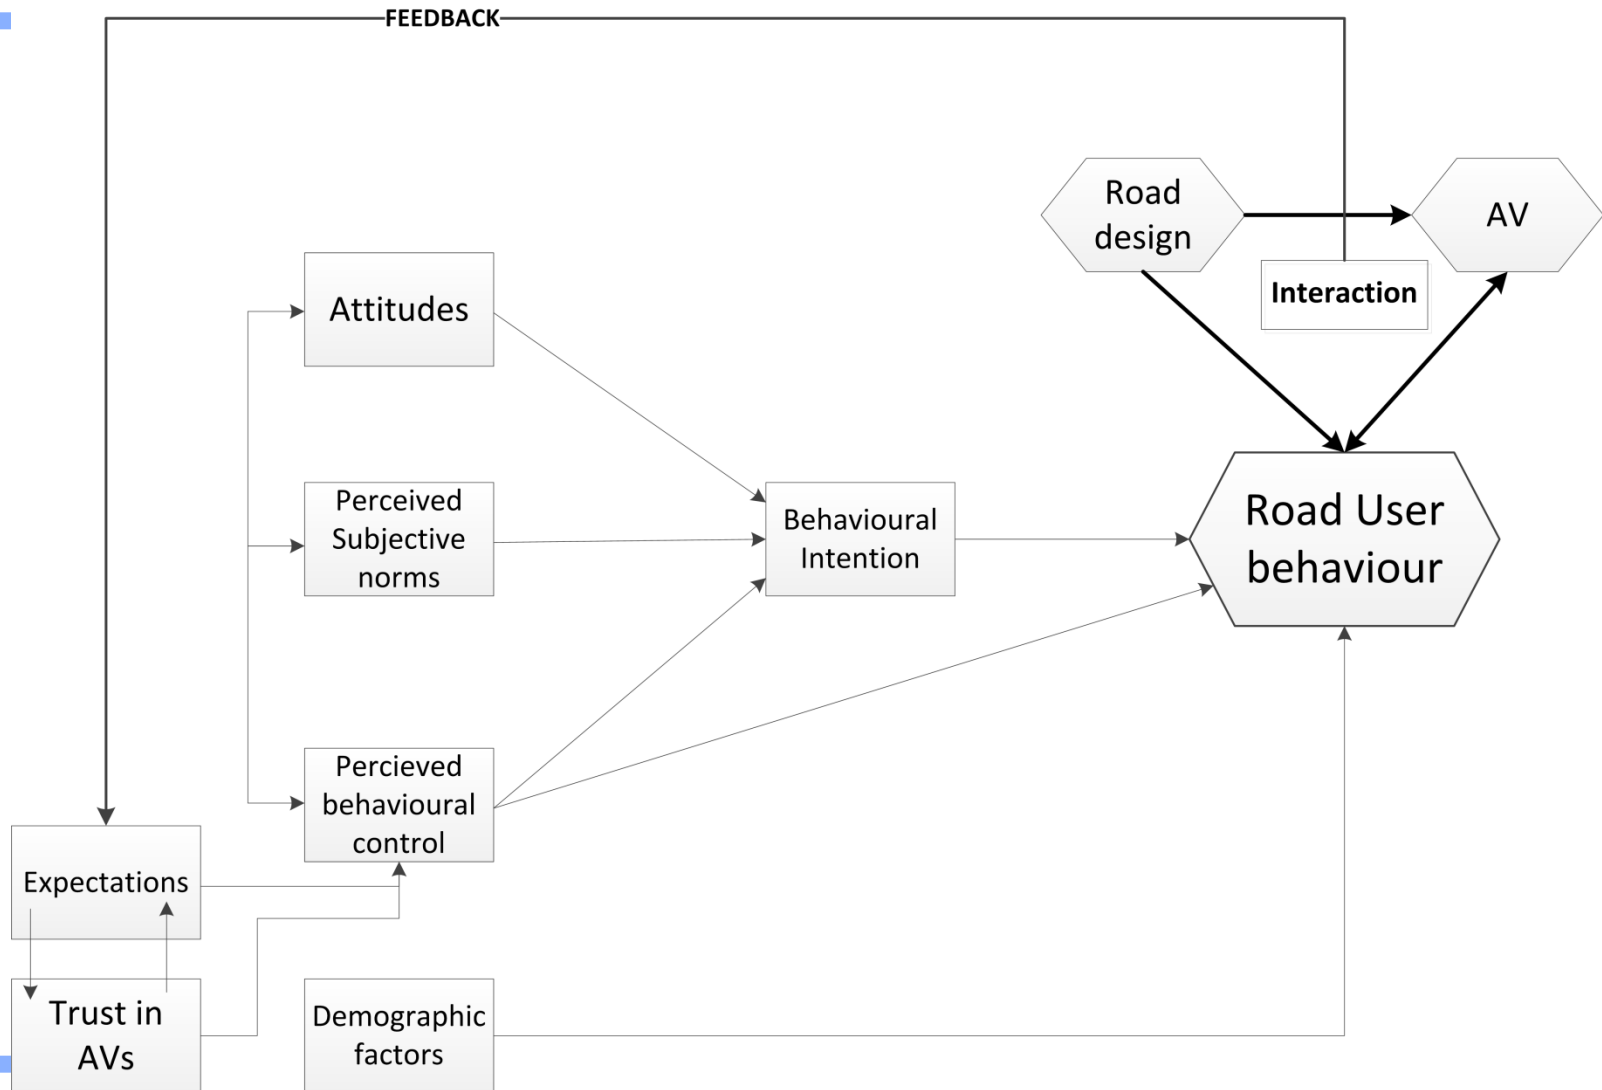 FEEDBACK
Road
design
AV
Interaction
Attitudes
Perceived
Subjective
norms
Behavioural
Intention
Road User
behaviour
Percieved
behavioural
control
Expectations
Trust in
AVs
Demographic
factors